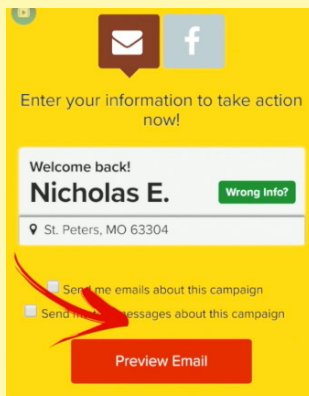 f
Enter your information to take action
now!
Welcome back!
Nicholas E.
Wrong Info?
St. Peters, MO 63304
Send me emails about this campaign
Send messages about this campaign
Preview Email